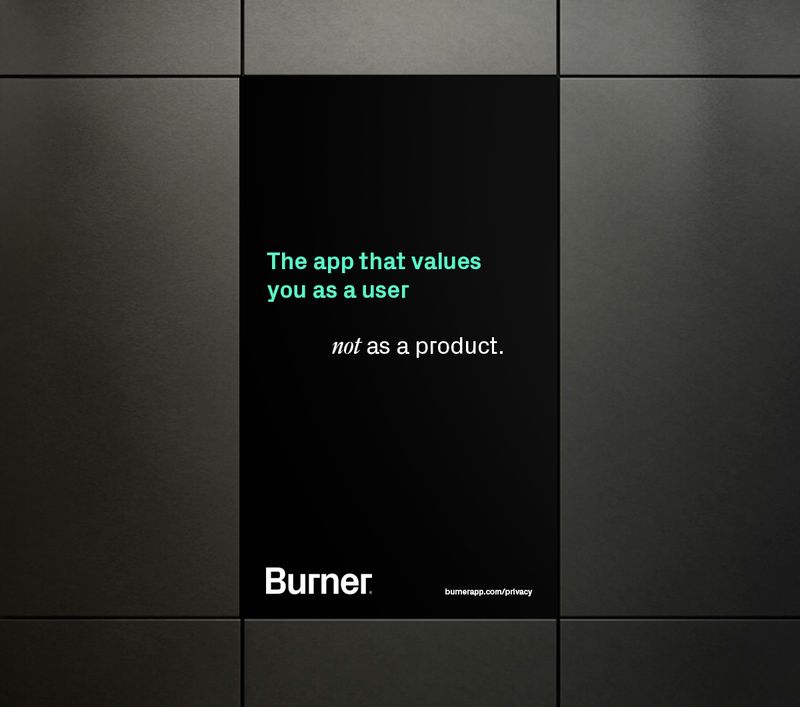 The app that values
you as a user
not as a product.
Burner
burnerapp.com/privacy